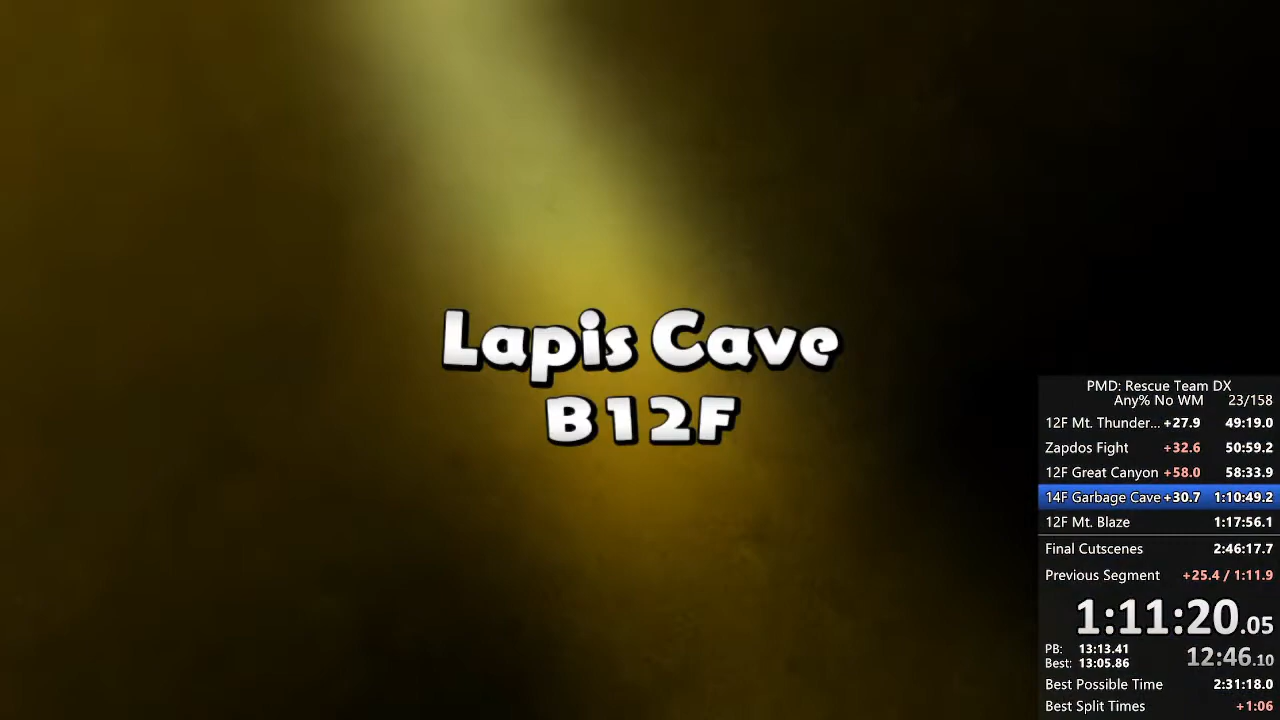 Lapis Cave
B12F
PMD: Rescue Team DX
Any% No WM 23/158
12F Mt. Thunder... +27.9 49:19.0
Zapdos Fight +32.6 50:59.2
12F Great Canyon +58.0 58:33.9
14F Garbage Cave +30.7 1:10:49.2
12F Mt. Blaze 1:17:56.1
Final Cutscenes 2:46:17.7
Previous Segment +25.4 / 1:11.9
1:11:20.05
PB: 13:13.41
Best: 13:05.86
12:46.10
Best Possible Time 2:31:18.0
Best Split Times +1:06